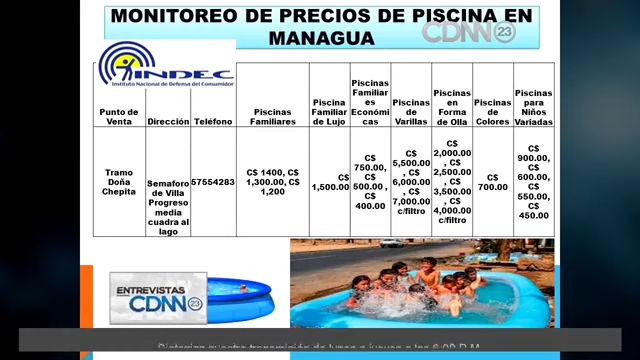 MONITOREO DE PRECIOS DE PISCINA EN
MANAGUA
CDNN 23
INDEC
Instituto Nacional de Defensa del Consumidor
Punto de
Venta
Dirección
Teléfono
Piscinas
Familiares
Piscina
Familiar
de Lujo
Piscinas
Familiar
es
Económi
cas
Piscinas
de
Varillas
Piscinas
en
Forma
de Olla
Piscinas
de
Colores
Piscinas
para
Niños
Variadas
Tramo
Doña
Chepita
Semaforo
de Villa
Progreso
media
cuadra al
lago
57554283
C$ 1400, C$
1,300.00, C$
1,200
C$
1,500.00
C$
750.00,
C$
500.00 ,
C$
400.00
C$
5,500.00
, C$
6,000.00
, C$
7,000.00
c/filtro
C$
2,000.00
, C$
2,500.00
, C$
3,500.00
, C$
4,000.00
c/filtro
C$
700.00
C$
900.00,
C$
600.00,
C$
550.00,
C$
450.00
ENTREVISTAS
CDNN 23